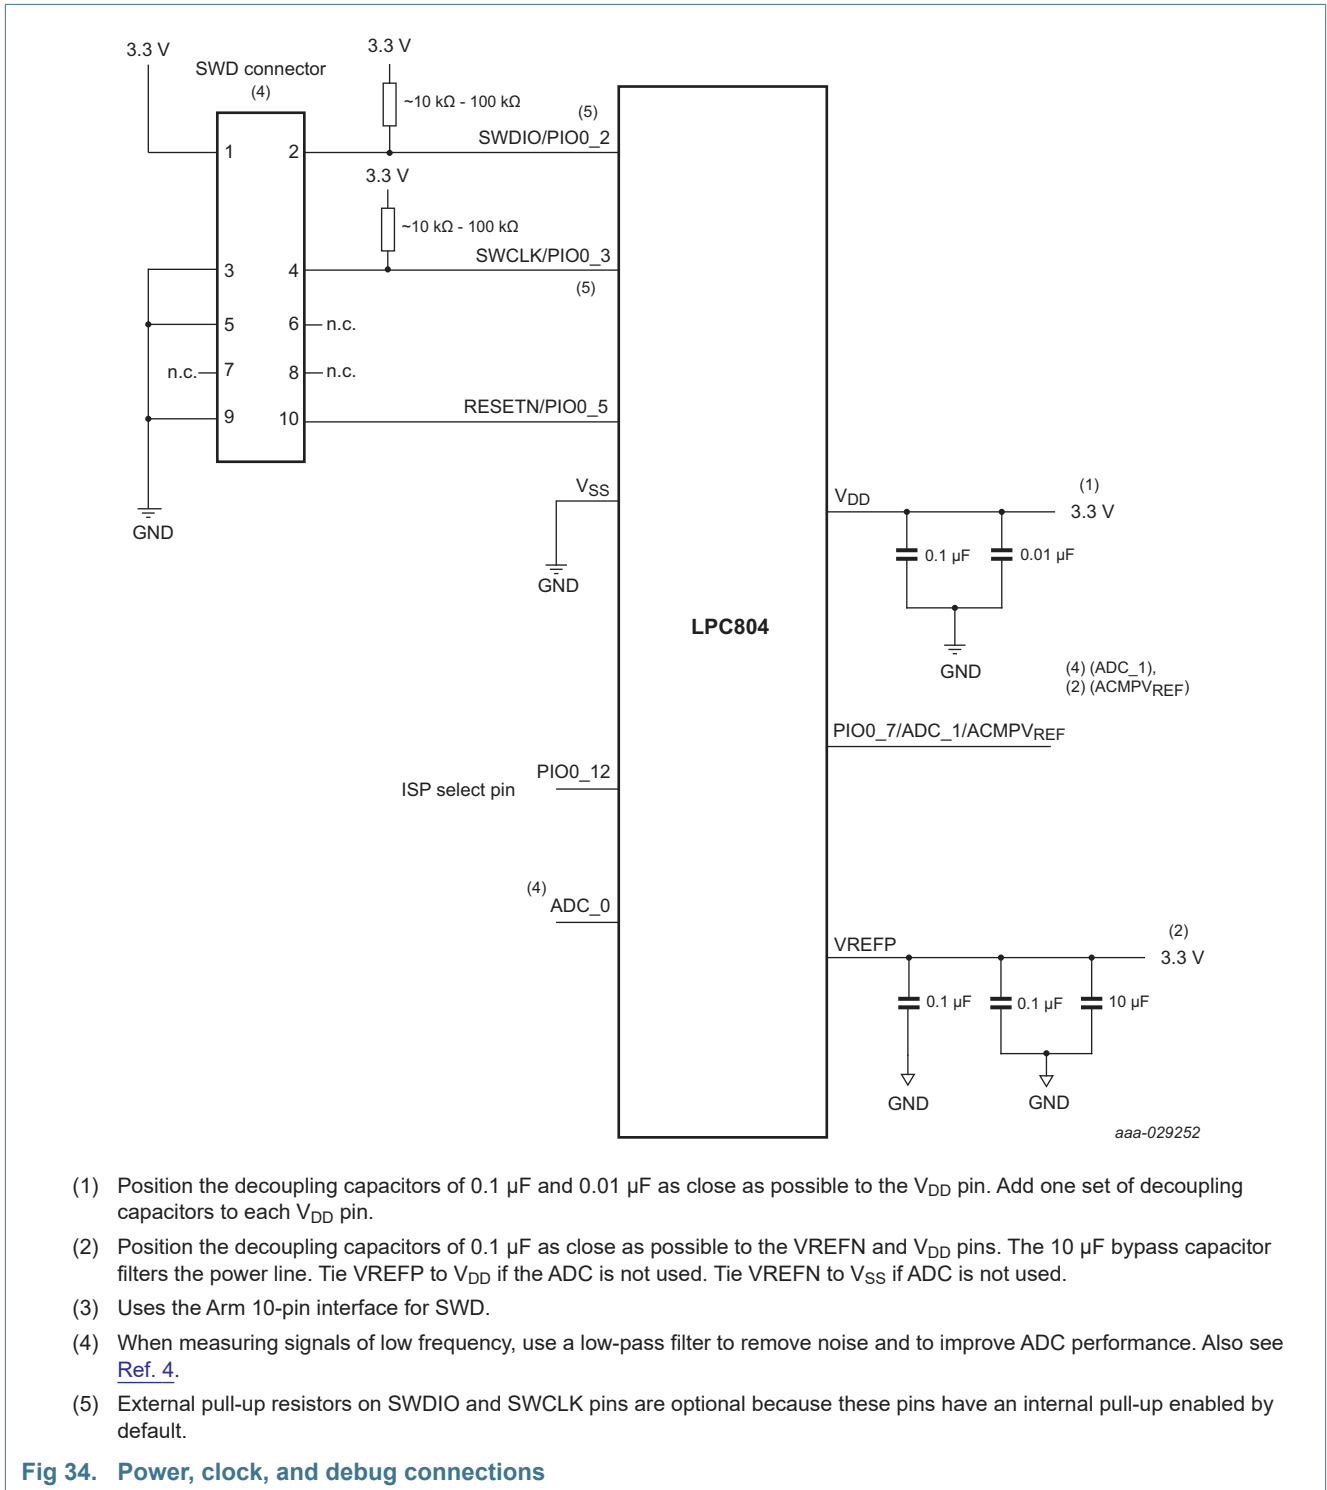 3.3 V
3.3 V
SWD connector
(4)
~10 kΩ - 100 kΩ
(5)
SWDIO/PIO0_2
1 2
3.3 V
~10 kΩ - 100 kΩ
SWCLK/PIO0_3
3 4
(5)
5 6 n.c.
n.c. 7 8 n.c.
RESETN/PIO0_5
9 10
GND
VSS
GND
VDD
(1)
3.3 V
0.1 µF 0.01 µF
GND
LPC804
(4) (ADC_1),
(2) (ACMPVREF)
PIO0_7/ADC_1/ACMPVREF
PIO0_12
ISP select pin
(4)
ADC_0
VREFP
(2)
3.3 V
0.1 µF 0.1 µF 10 µF
GND GND
aaa-029252
(1) Position the decoupling capacitors of 0.1 µF and 0.01 µF as close as possible to the VDD pin. Add one set of decoupling
capacitors to each VDD pin.
(2) Position the decoupling capacitors of 0.1 µF as close as possible to the VREFN and VDD pins. The 10 µF bypass capacitor
filters the power line. Tie VREFP to VDD if the ADC is not used. Tie VREFN to VSS if ADC is not used.
(3) Uses the Arm 10-pin interface for SWD.
(4) When measuring signals of low frequency, use a low-pass filter to remove noise and to improve ADC performance. Also see
Ref. 4.
(5) External pull-up resistors on SWDIO and SWCLK pins are optional because these pins have an internal pull-up enabled by
default.
Fig 34. Power, clock, and debug connections